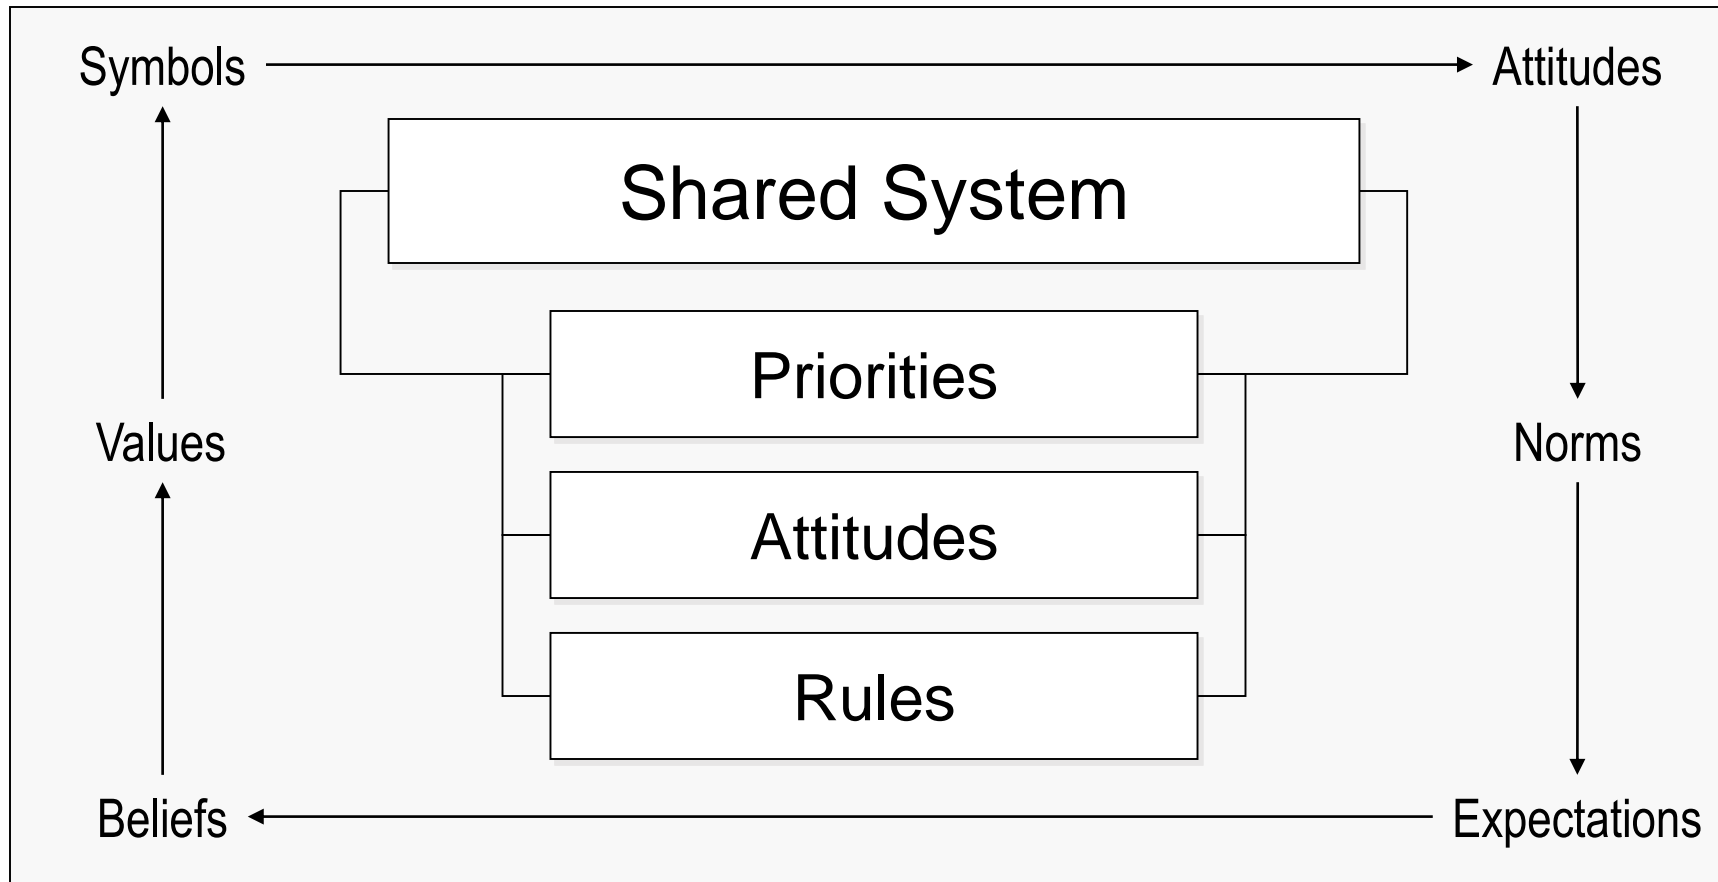 Symbols
Attitudes
Shared System
Priorities
Values
Norms
Attitudes
Rules
Beliefs
Expectations